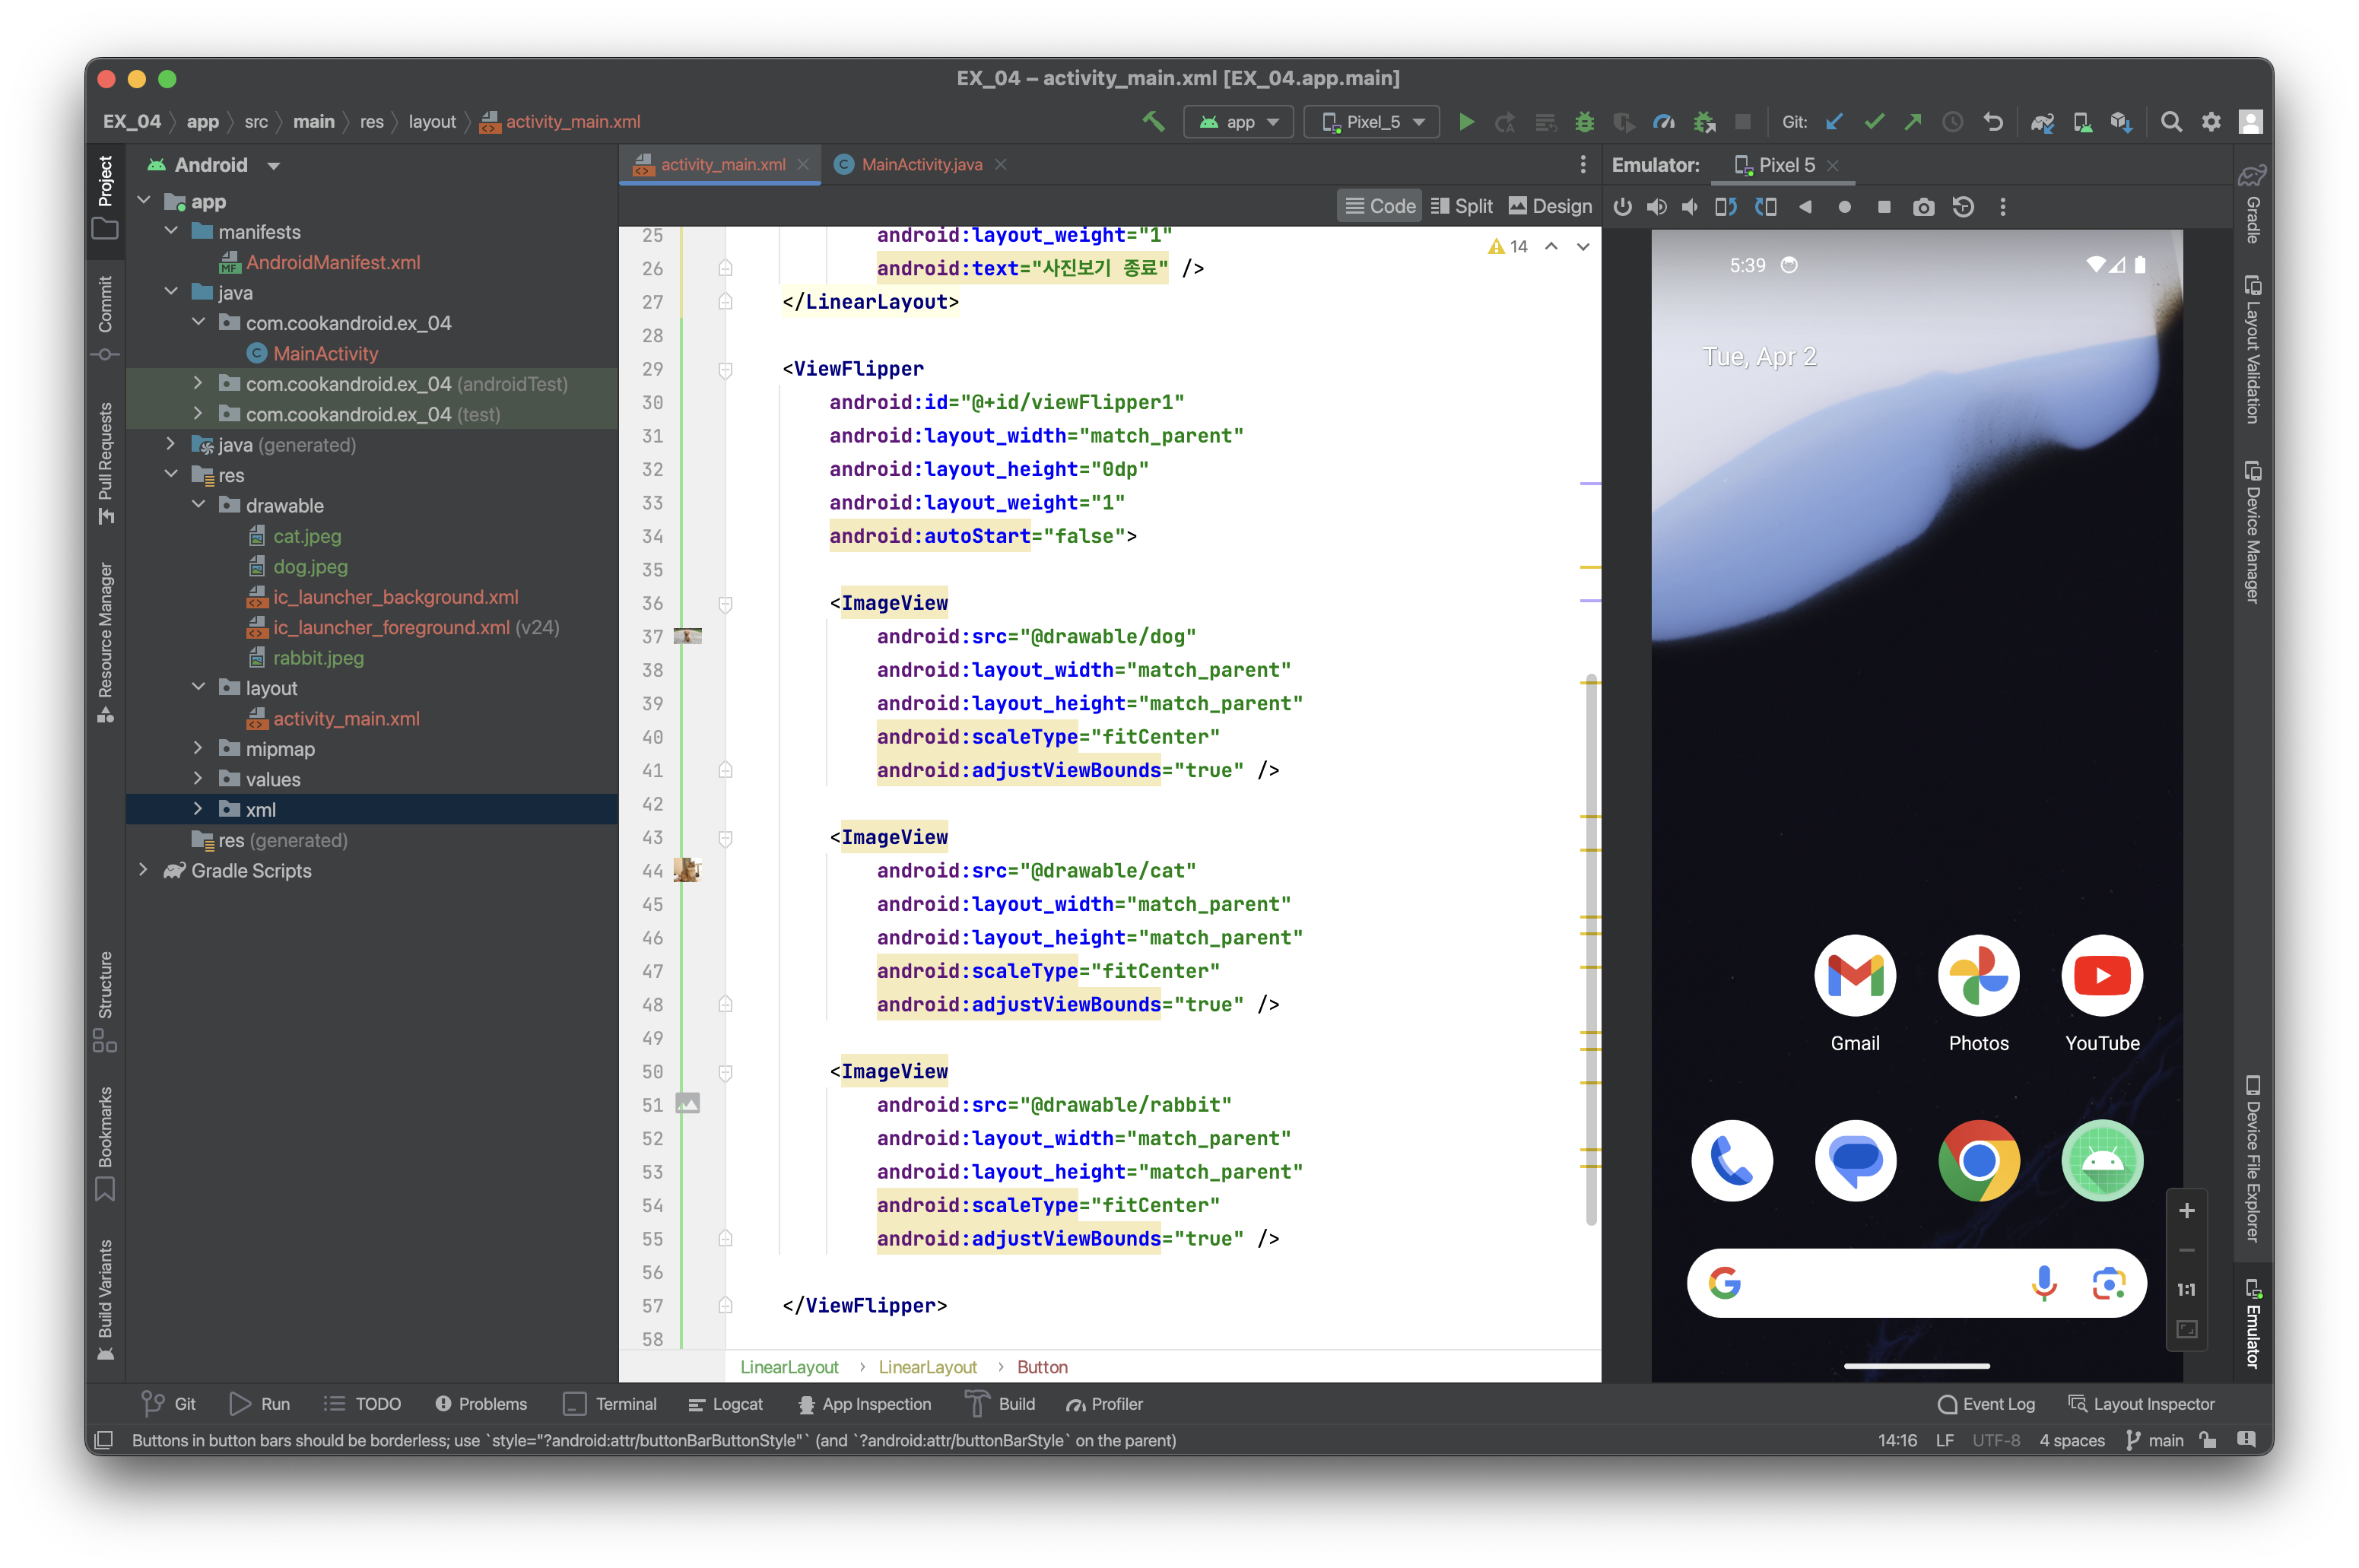 EX_04 – activity_main.xml [EX_04.app.main]
EX_04 app src main res layout activity_main.xml
app Pixel_5 Git:
Project
Commit
Pull Requests
Resource Manager
Structure
Bookmarks
Build Variants
Android
app
manifests
AndroidManifest.xml
java
com.cookandroid.ex_04
MainActivity
com.cookandroid.ex_04 (androidTest)
com.cookandroid.ex_04 (test)
java (generated)
res
drawable
cat.jpeg
dog.jpeg
ic_launcher_background.xml
ic_launcher_foreground.xml (v24)
rabbit.jpeg
layout
activity_main.xml
mipmap
values
xml
res (generated)
Gradle Scripts
activity_main.xml MainActivity.java
Code Split Design
14
25 android:layout_weight="1"
26 android:text="사진보기 종료" />
27 </LinearLayout>
28
29 <ViewFlipper
30 android:id="@+id/viewFlipper1"
31 android:layout_width="match_parent"
32 android:layout_height="0dp"
33 android:layout_weight="1"
34 android:autoStart="false">
35
36 <ImageView
37 android:src="@drawable/dog"
38 android:layout_width="match_parent"
39 android:layout_height="match_parent"
40 android:scaleType="fitCenter"
41 android:adjustViewBounds="true" />
42
43 <ImageView
44 android:src="@drawable/cat"
45 android:layout_width="match_parent"
46 android:layout_height="match_parent"
47 android:scaleType="fitCenter"
48 android:adjustViewBounds="true" />
49
50 <ImageView
51 android:src="@drawable/rabbit"
52 android:layout_width="match_parent"
53 android:layout_height="match_parent"
54 android:scaleType="fitCenter"
55 android:adjustViewBounds="true" />
56
57 </ViewFlipper>
58
LinearLayout › LinearLayout › Button
Emulator: Pixel 5
5:39
Tue, Apr 2
Gmail Photos YouTube
1:1
Gradle
Layout Validation
Device Manager
Device File Explorer
Emulator
Git Run TODO Problems Terminal Logcat App Inspection Build Profiler Event Log Layout Inspector
Buttons in button bars should be borderless; use `style="?android:attr/buttonBarButtonStyle"` (and `?android:attr/buttonBarStyle` on the parent) 14:16 LF UTF-8 4 spaces main